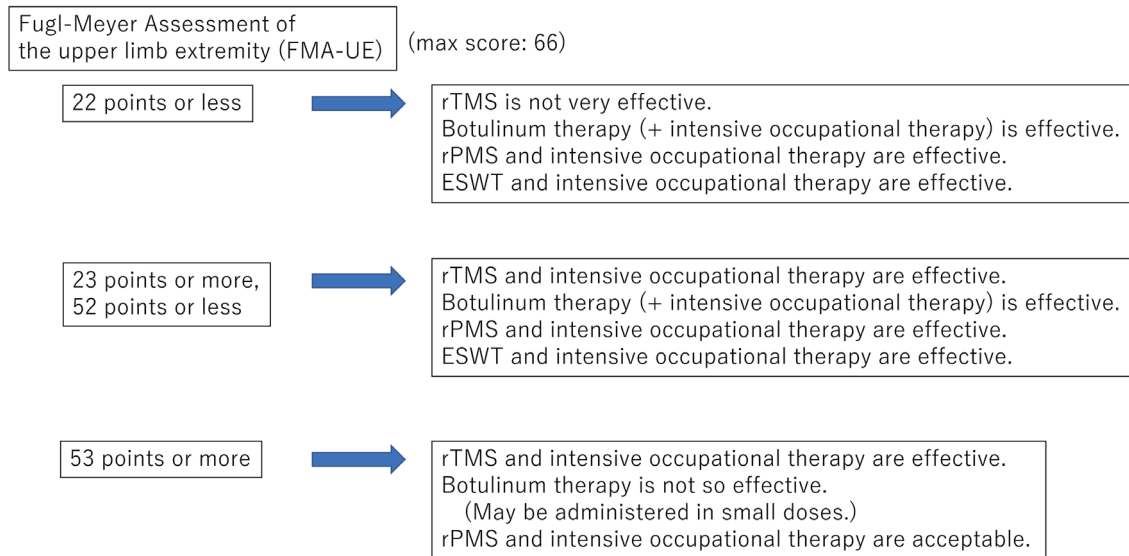 Fugl-Meyer Assessment of
the upper limb extremity (FMA-UE)
(max score: 66)
22 points or less
rTMS is not very effective.
Botulinum therapy (+ intensive occupational therapy) is effective.
rPMS and intensive occupational therapy are effective.
ESWT and intensive occupational therapy are effective.
23 points or more,
52 points or less
rTMS and intensive occupational therapy are effective.
Botulinum therapy (+ intensive occupational therapy) is effective.
rPMS and intensive occupational therapy are effective.
ESWT and intensive occupational therapy are effective.
53 points or more
rTMS and intensive occupational therapy are effective.
Botulinum therapy is not so effective.
(May be administered in small doses.)
rPMS and intensive occupational therapy are acceptable.